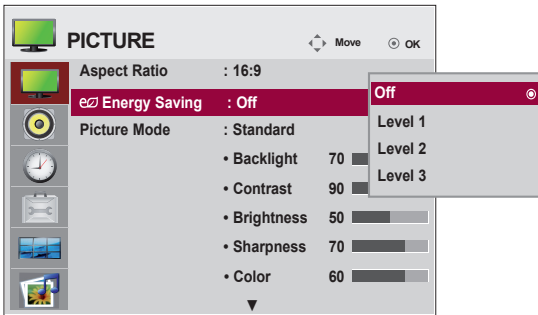 PICTURE Move OK
Aspect Ratio : 16:9
Energy Saving : Off
Picture Mode : Standard
• Backlight 70
• Contrast 90
• Brightness 50
• Sharpness 70
• Color 60
▼
Off
Level 1
Level 2
Level 3